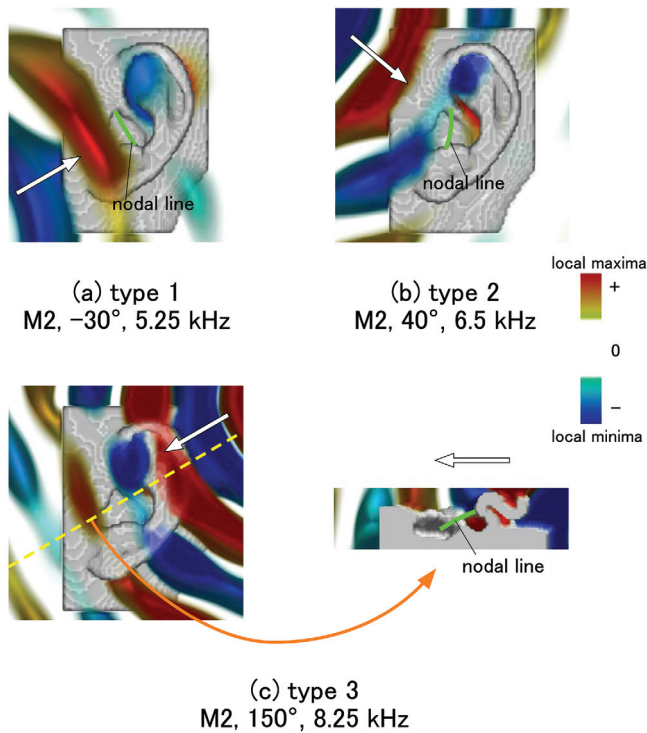 nodal line
nodal line
(a) type 1
M2, −30°, 5.25 kHz
(b) type 2
M2, 40°, 6.5 kHz
local maxima
+
0
−
local minima
nodal line
(c) type 3
M2, 150°, 8.25 kHz